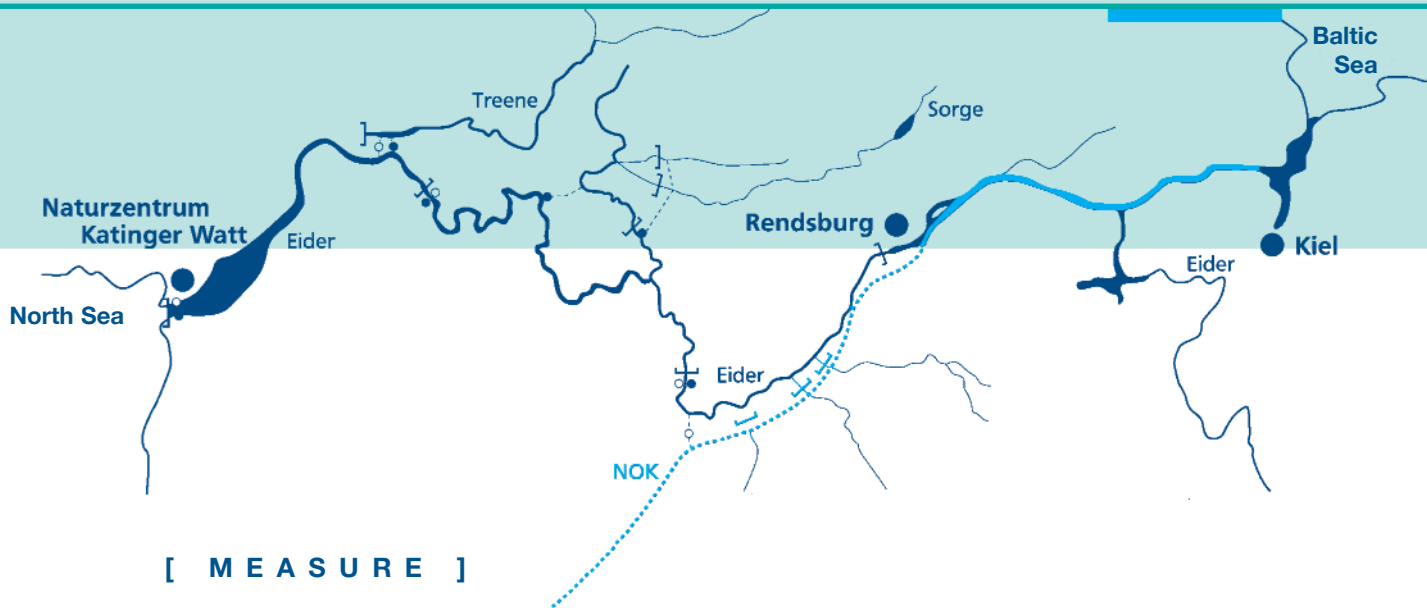 Baltic
Sea
Treene
Sorge
Naturzentrum
Katinger Watt
Eider
Rendsburg
Kiel
Eider
North Sea
Eider
NOK
[ MEASURE ]